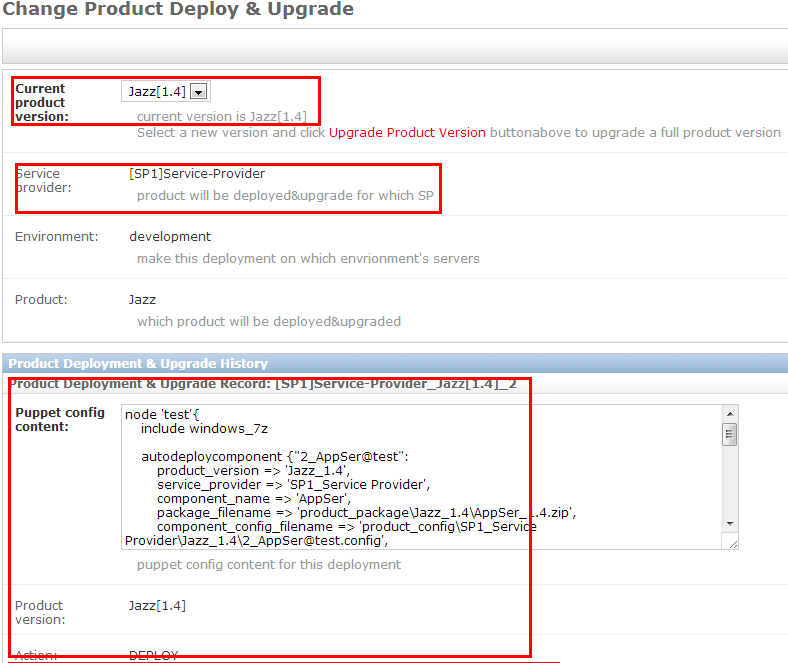 Change Product Deploy & Upgrade
Current product version:
Jazz[1.4]
current version is Jazz[1.4]
Select a new version and click Upgrade Product Version buttonabove to upgrade a full product version
Service provider:
[SP1]Service-Provider
product will be deployed&upgrade for which SP
Environment:
development
make this deployment on which envrionment's servers
Product:
Jazz
which product will be deployed&upgraded
Product Deployment & Upgrade History
Product Deployment & Upgrade Record: [SP1]Service-Provider_Jazz[1.4]_2
Puppet config content:
node 'test'{
include windows_7z
autodeploycomponent {"2_AppSer@test":
product_version => 'Jazz_1.4',
service_provider => 'SP1_Service Provider',
component_name => 'AppSer',
package_filename => 'product_package\Jazz_1.4\AppSer_1.4.zip',
component_config_filename => 'product_config\SP1_Service
Provider\Jazz_1.4\2_AppSer@test.config',
puppet config content for this deployment
Product version:
Jazz[1.4]
Action:
DEPLOY